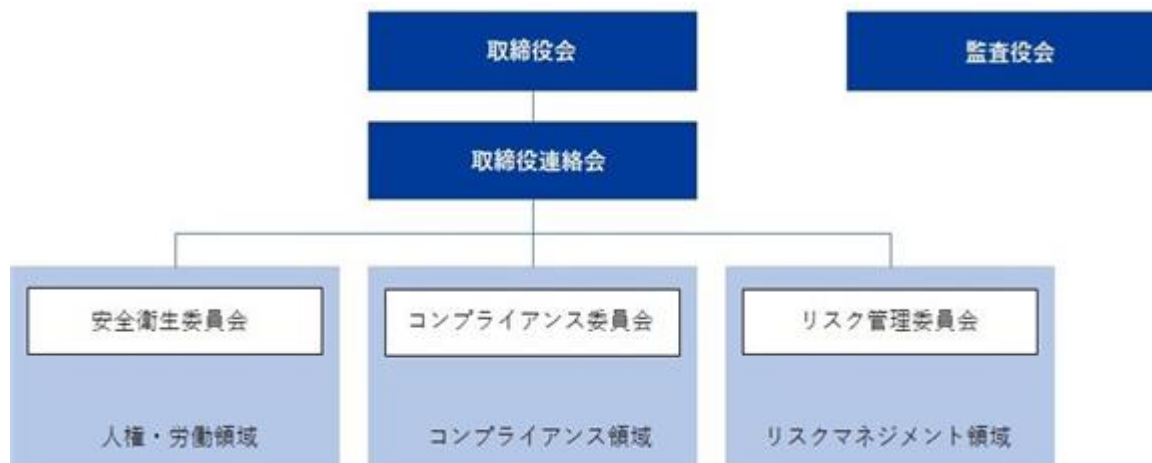 取締役会
監査役会
取締役連絡会
安全衛生委員会
コンプライアンス委員会
リスク管理委員会
人権・労働領域
コンプライアンス領域
リスクマネジメント領域